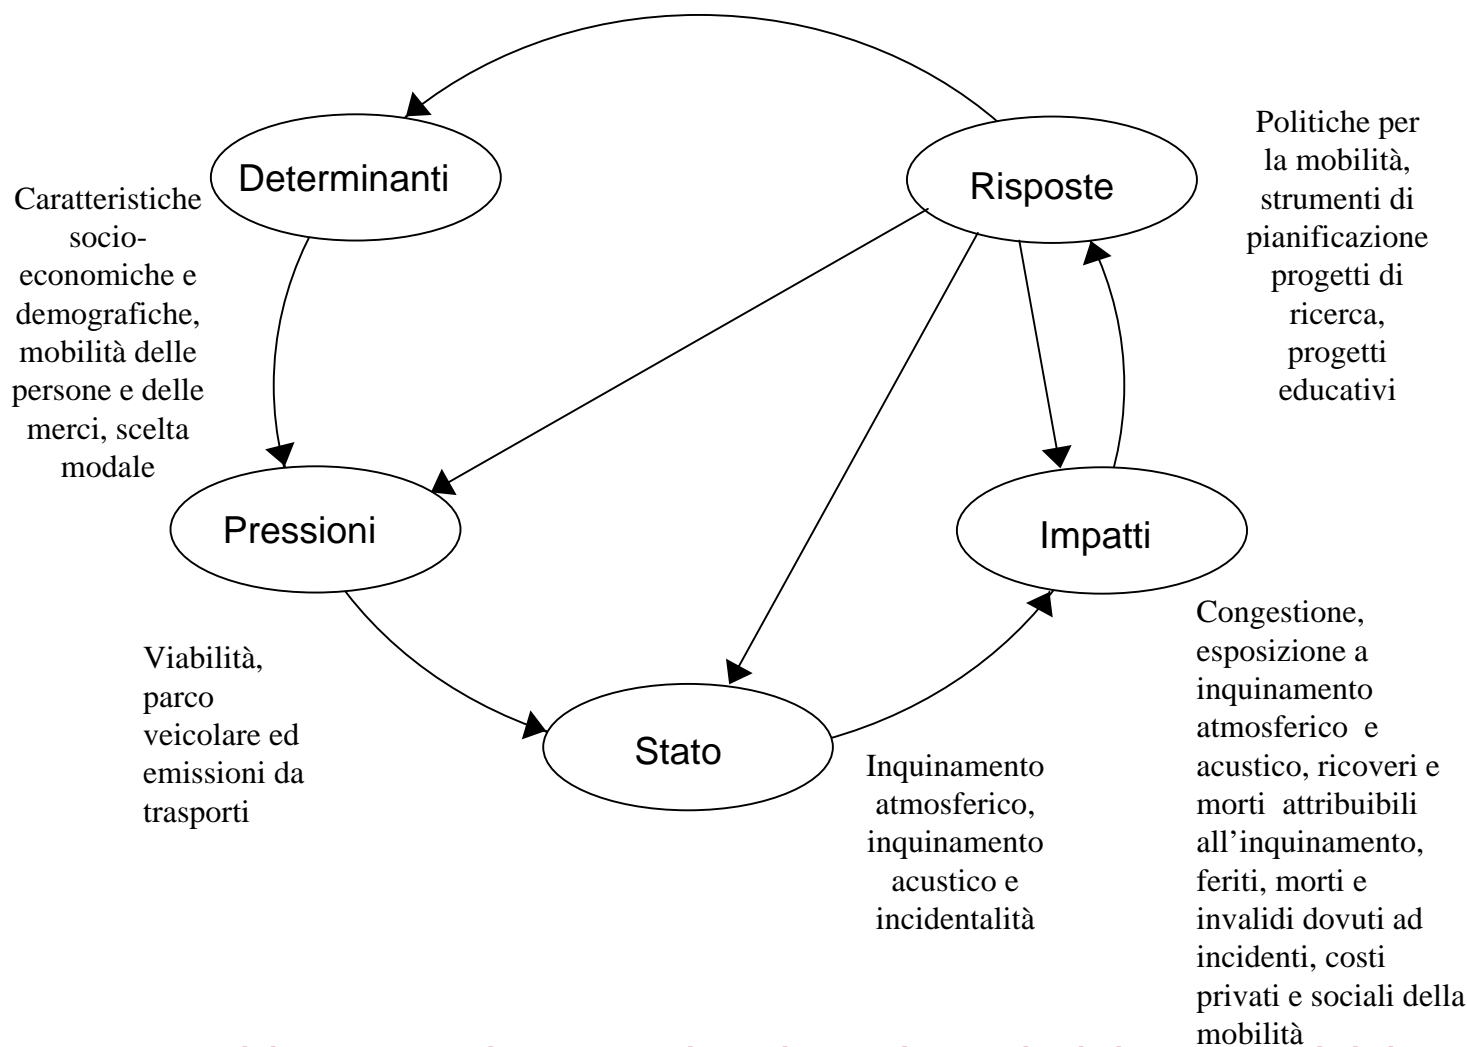 Determinanti
Caratteristiche
socio-
economiche e
demografiche,
mobilità delle
persone e delle
merci, scelta
modale
Risposte
Politiche per
la mobilità,
strumenti di
pianificazione
progetti di
ricerca,
progetti
educativi
Pressioni
Viabilità,
parco
veicolare ed
emissioni da
trasporti
Stato
Inquinamento
atmosferico,
inquinamento
acustico e
incidentalità
Impatti
Congestione,
esposizione a
inquinamento
atmosferico e
acustico, ricoveri e
morti attribuibili
all’inquinamento,
feriti, morti e
invalidi dovuti ad
incidenti, costi
privati e sociali della
mobilità